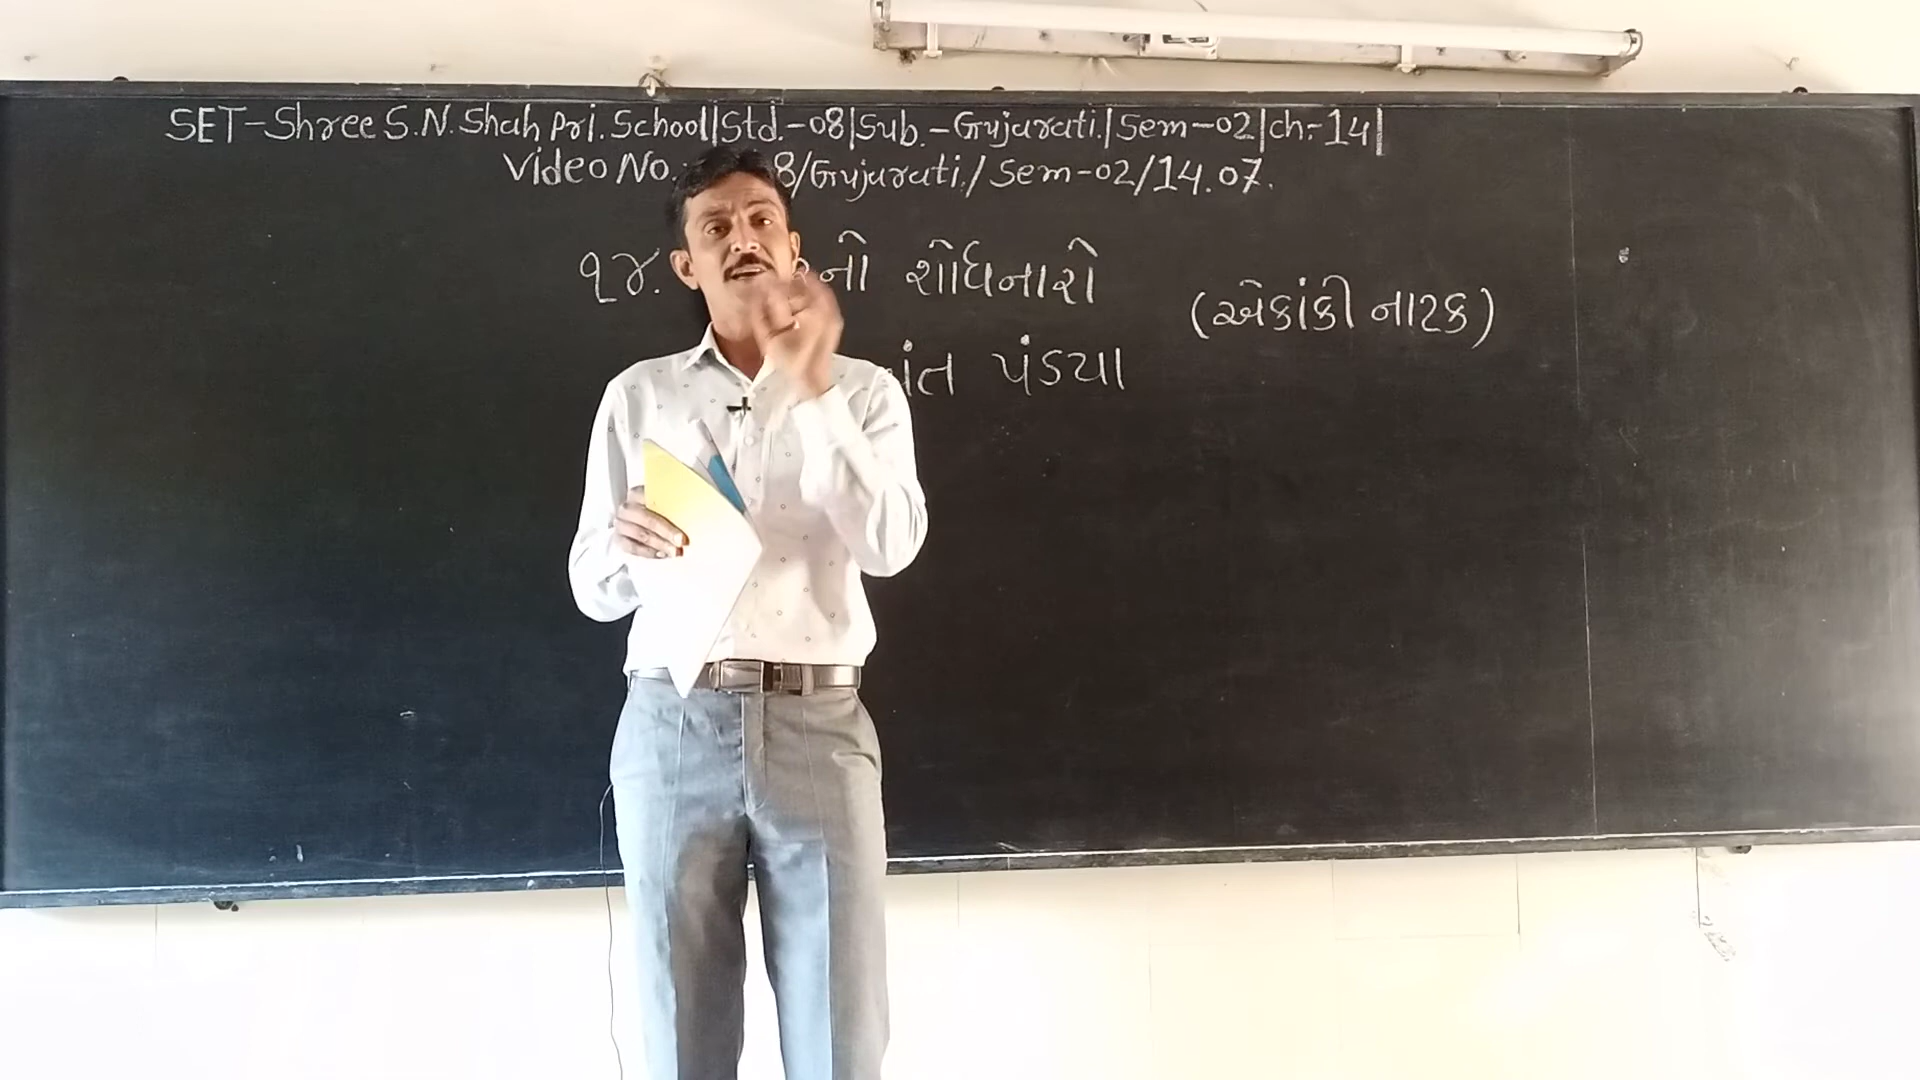 SET-Shree S.N. Shah Pri. School|Std.-08|Sub.-Gujarati.|Sem-02|ch.-14|
Video No.: 8/Gujarati./Sem-02/14.07.
૧૪. શોધનારો
(એકાંકી નાટક)
પંડયા